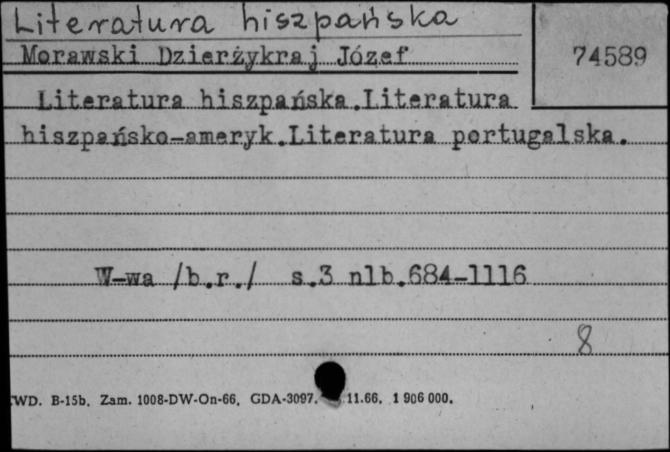 Literatura hiszpańska
Morawski Dzierżykraj Józef
74589
Literatura hiszpańska.Literatura
hiszpańsko-ameryk.Literatura portugalska.
W-wa /b.r./ s.3 nlb.684-1116
8
WD. B-15b. Zam. 1008-DW-On-66, GDA-3097. 11.66. 1 906 000.